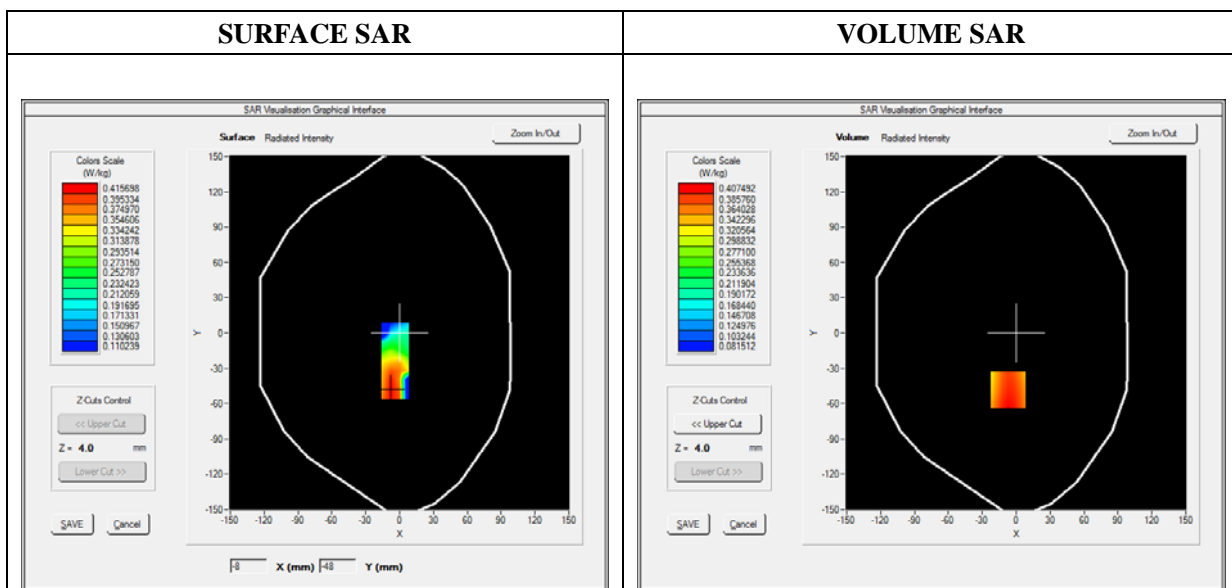 SURFACE SAR
VOLUME SAR
SAR Visualisation Graphical Interface
Surface Radiated Intensity
Zoom In/Out
Colors Scale
(W/kg)
0.415698
0.395334
0.374970
0.354606
0.334242
0.313878
0.293514
0.273150
0.252787
0.232423
0.212059
0.191695
0.171331
0.150967
0.130603
0.110239
Z-Cuts Control
<< Upper Cut
Z = 4.0 mm
Lower Cut >>
SAVE Cancel
150
120
90
60
30
0
-30
-60
-90
-120
-150
Y
-150 -120 -90 -60 -30 0 30 60 90 120 150
X
-8 X (mm) -48 Y (mm)
SAR Visualisation Graphical Interface
Volume Radiated Intensity
Zoom In/Out
Colors Scale
(W/kg)
0.407492
0.385760
0.364028
0.342296
0.320564
0.298832
0.277100
0.255368
0.233636
0.211904
0.190172
0.168440
0.146708
0.124976
0.103244
0.081512
Z-Cuts Control
<< Upper Cut
Z = 4.0 mm
Lower Cut >>
SAVE Cancel
150
120
90
60
30
0
-30
-60
-90
-120
-150
Y
-150 -120 -90 -60 -30 0 30 60 90 120 150
X